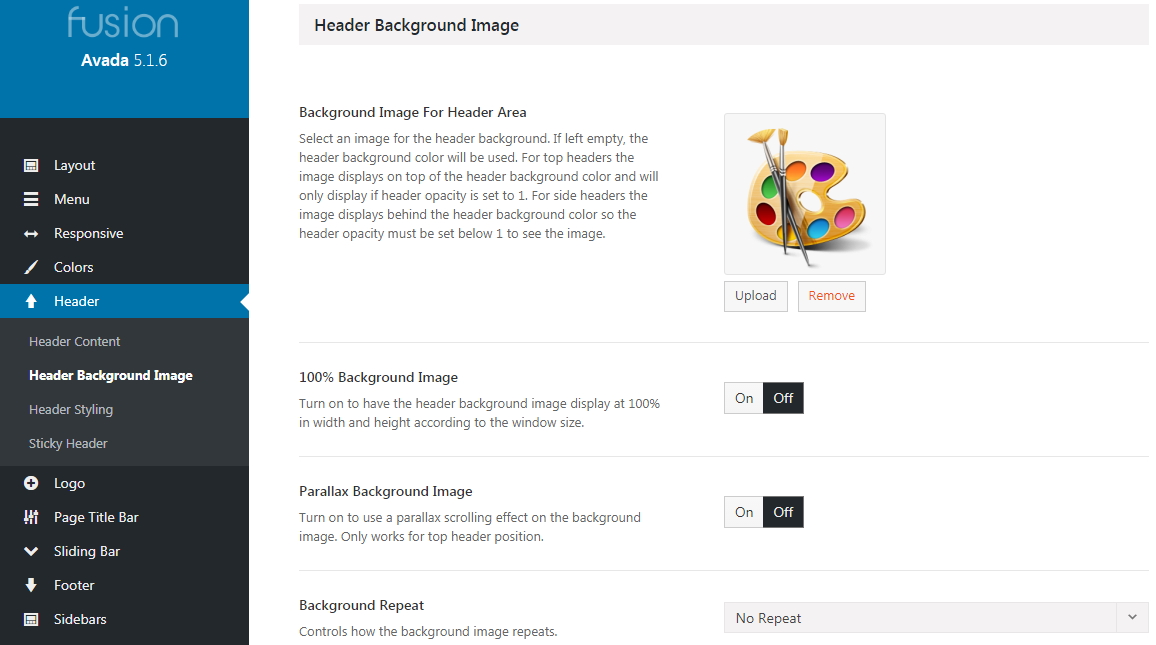 fusion
Avada 5.1.6
Layout
Menu
Responsive
Colors
Header
Header Content
Header Background Image
Header Styling
Sticky Header
Logo
Page Title Bar
Sliding Bar
Footer
Sidebars
Header Background Image
Background Image For Header Area
Select an image for the header background. If left empty, the
header background color will be used. For top headers the
image displays on top of the header background color and will
only display if header opacity is set to 1. For side headers the
image displays behind the header background color so the
header opacity must be set below 1 to see the image.
Upload Remove
100% Background Image
Turn on to have the header background image display at 100%
in width and height according to the window size.
On Off
Parallax Background Image
Turn on to use a parallax scrolling effect on the background
image. Only works for top header position.
On Off
Background Repeat
Controls how the background image repeats.
No Repeat